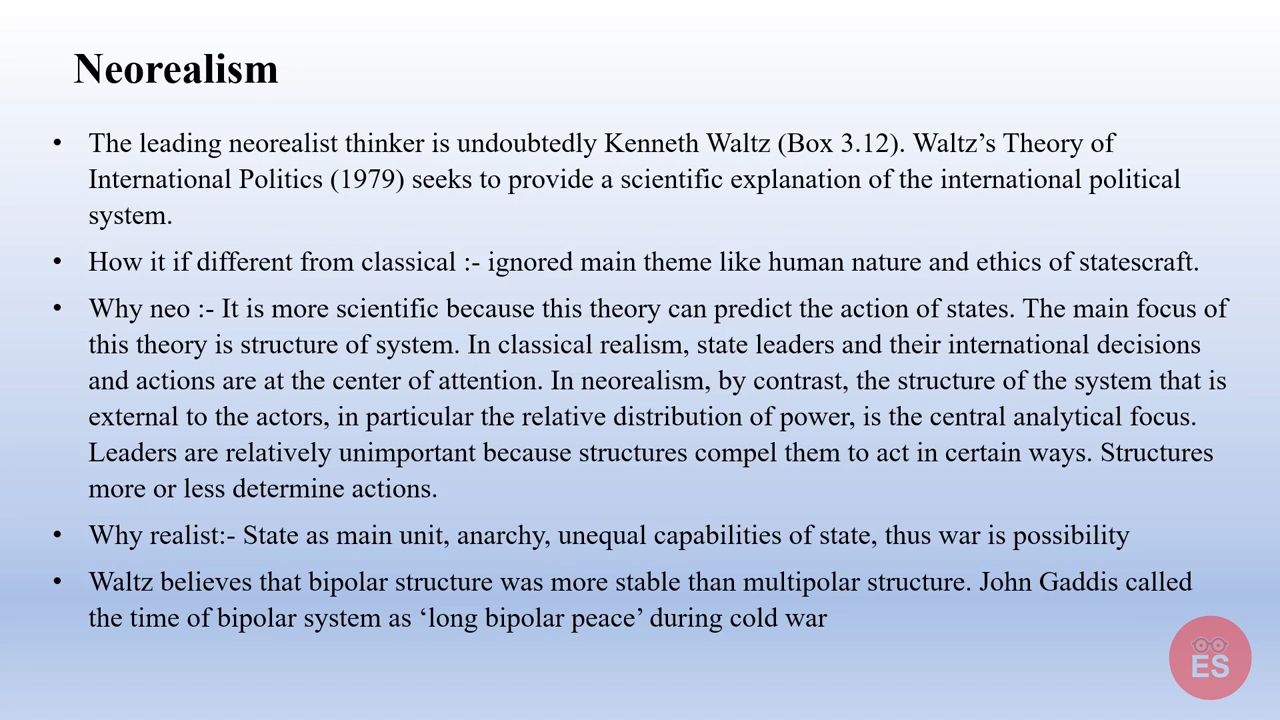 Neorealism
• The leading neorealist thinker is undoubtedly Kenneth Waltz (Box 3.12). Waltz’s Theory of
International Politics (1979) seeks to provide a scientific explanation of the international political
system.
• How it if different from classical :- ignored main theme like human nature and ethics of statescraft.
• Why neo :- It is more scientific because this theory can predict the action of states. The main focus of
this theory is structure of system. In classical realism, state leaders and their international decisions
and actions are at the center of attention. In neorealism, by contrast, the structure of the system that is
external to the actors, in particular the relative distribution of power, is the central analytical focus.
Leaders are relatively unimportant because structures compel them to act in certain ways. Structures
more or less determine actions.
• Why realist:- State as main unit, anarchy, unequal capabilities of state, thus war is possibility
• Waltz believes that bipolar structure was more stable than multipolar structure. John Gaddis called
the time of bipolar system as ‘long bipolar peace’ during cold war
ES